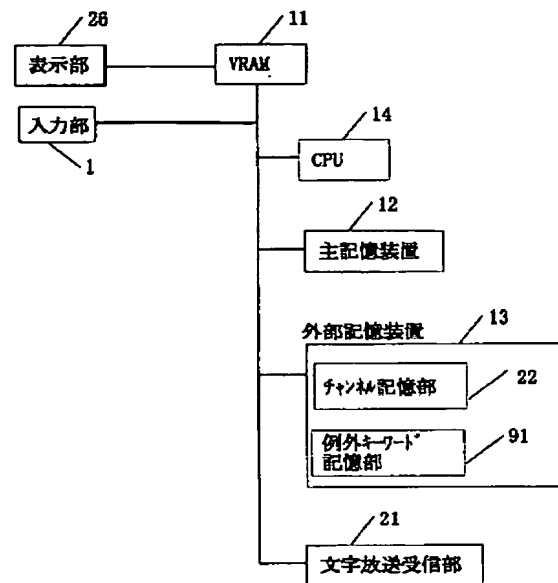 26
11
表示部
VRAM
入力部
1
14
CPU
12
主記憶装置
外部記憶装置
13
チャンネル記憶部
22
例外キーワード
記憶部
91
21
文字放送受信部